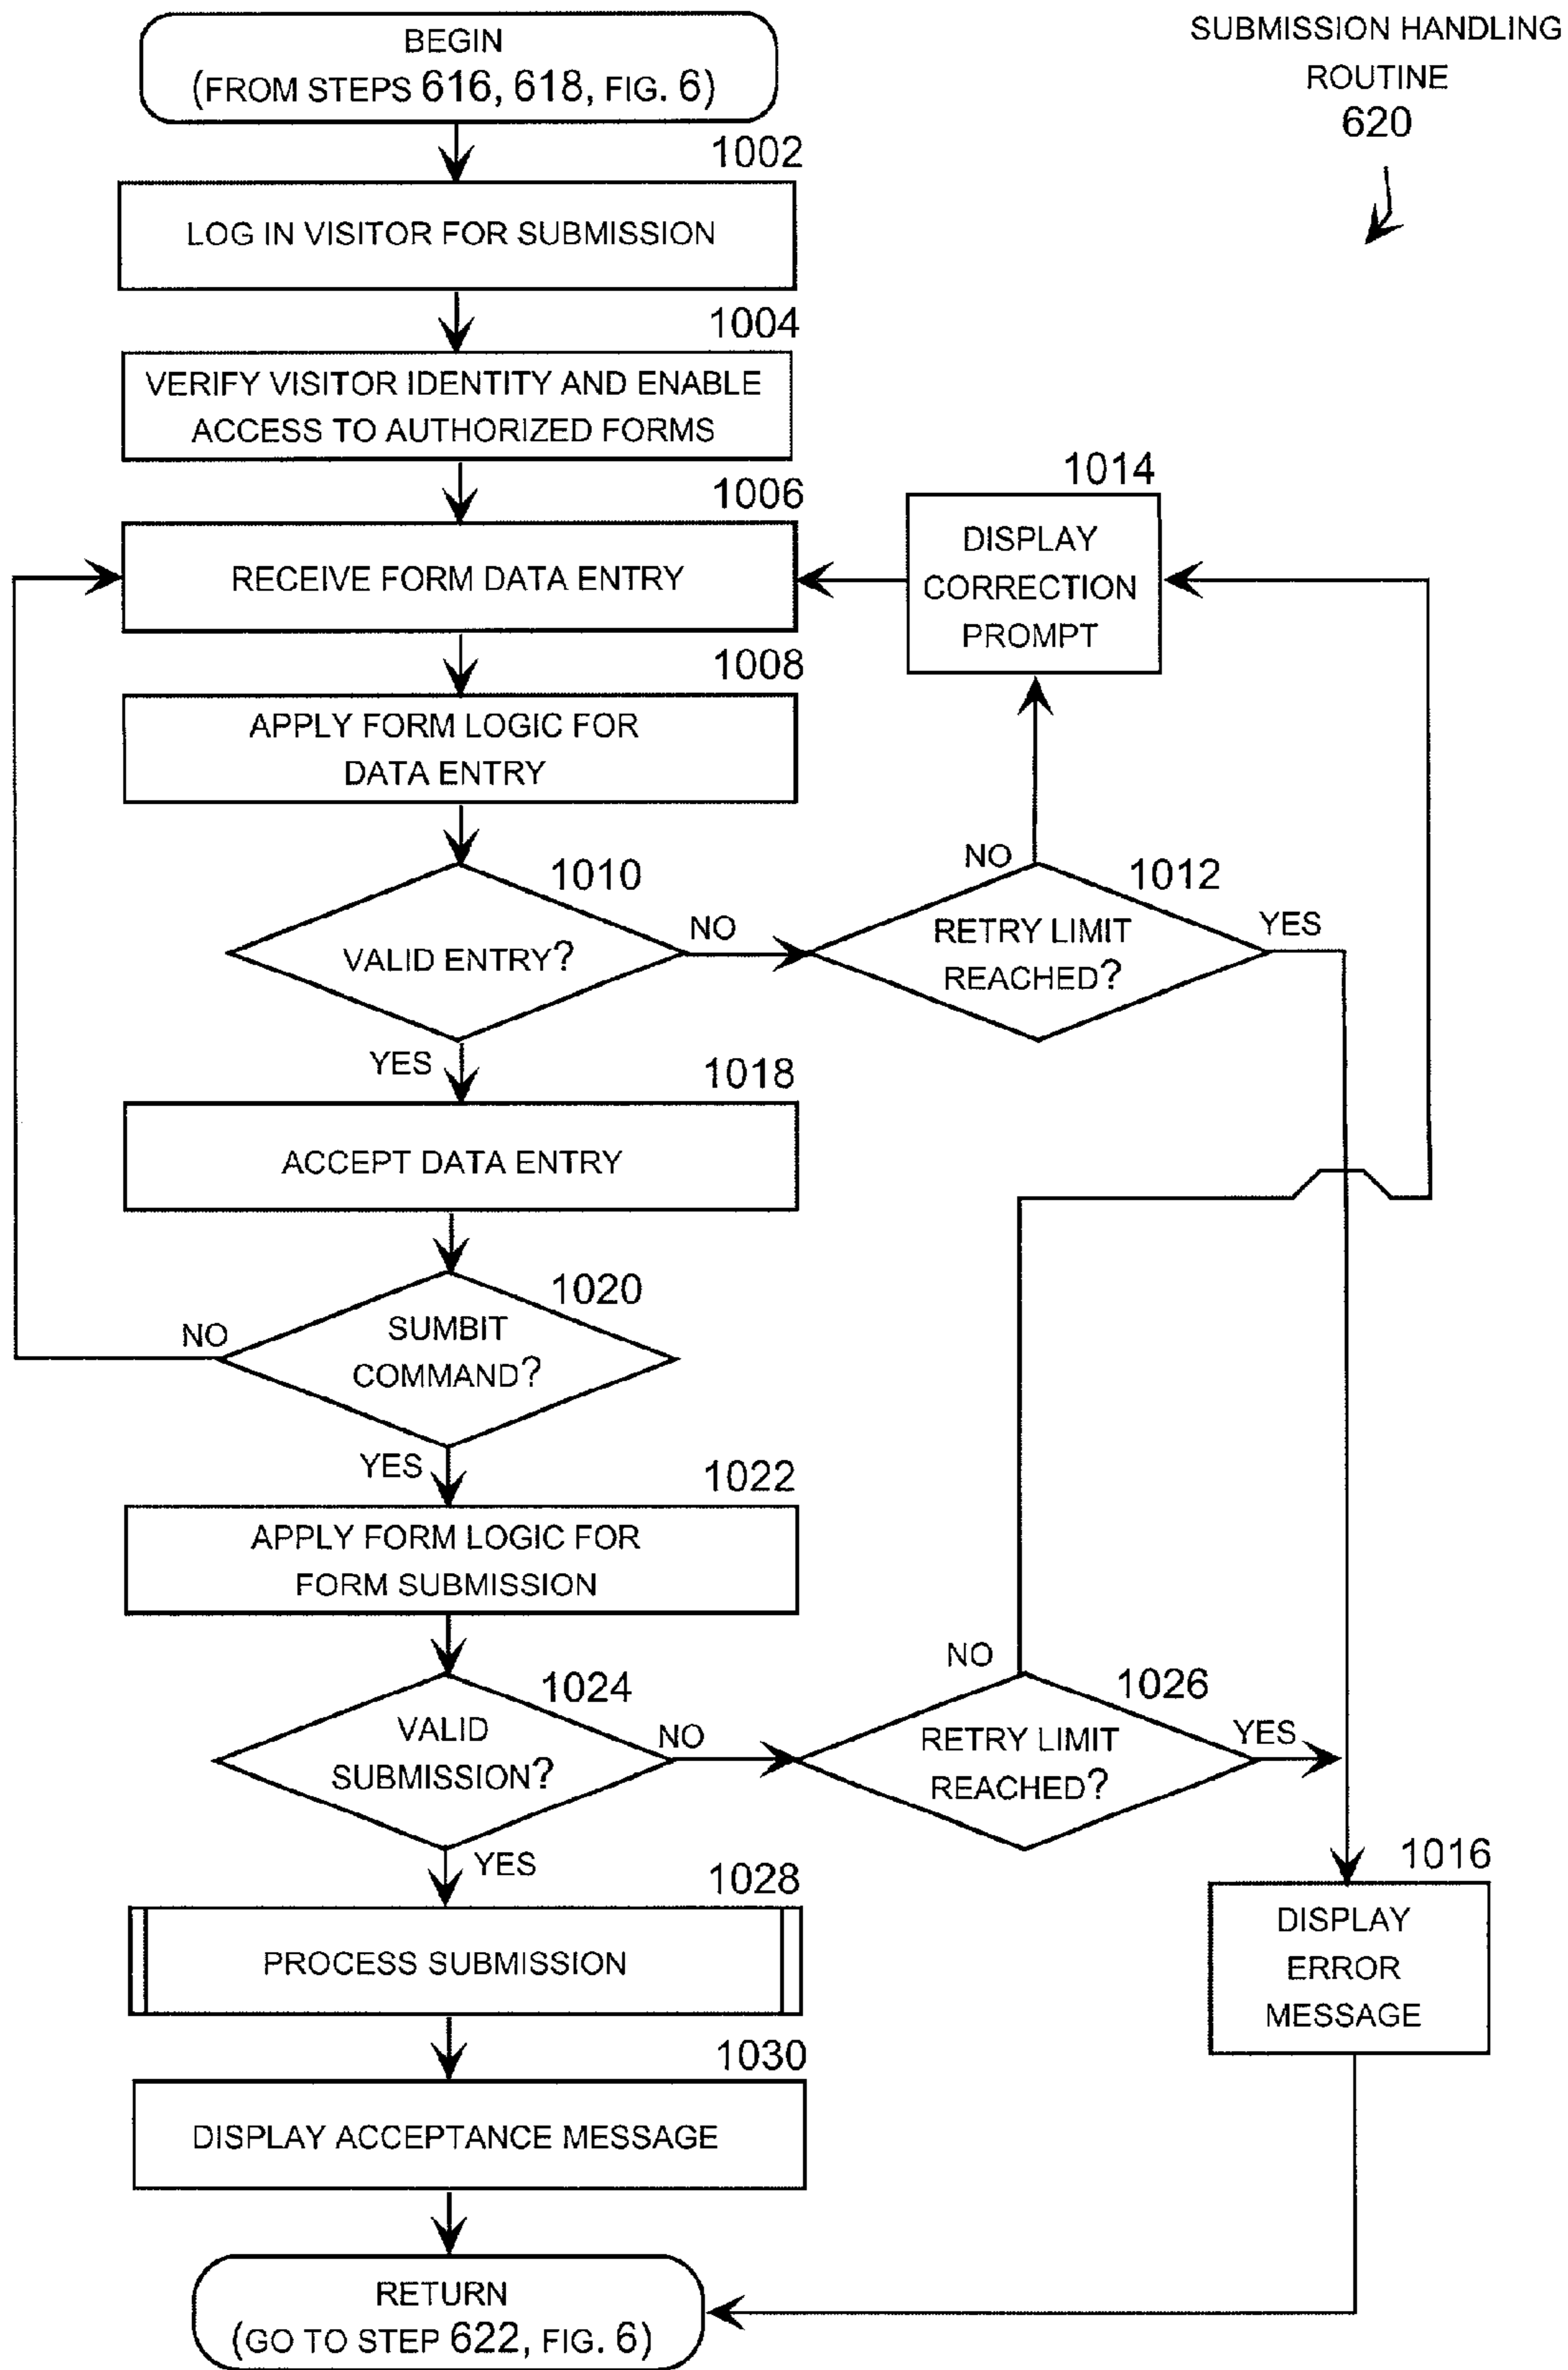 BEGIN
(FROM STEPS 616, 618, FIG. 6)
SUBMISSION HANDLING
ROUTINE
620
1002
LOG IN VISITOR FOR SUBMISSION
1004
VERIFY VISITOR IDENTITY AND ENABLE
ACCESS TO AUTHORIZED FORMS
1006
RECEIVE FORM DATA ENTRY
1014
DISPLAY
CORRECTION
PROMPT
1008
APPLY FORM LOGIC FOR
DATA ENTRY
1010
VALID ENTRY?
NO
YES
1012
RETRY LIMIT
REACHED?
NO
YES
1018
ACCEPT DATA ENTRY
1020
SUMBIT
COMMAND?
NO
YES
1022
APPLY FORM LOGIC FOR
FORM SUBMISSION
1024
VALID
SUBMISSION?
NO
YES
1026
RETRY LIMIT
REACHED?
NO
YES
1016
DISPLAY
ERROR
MESSAGE
1028
PROCESS SUBMISSION
1030
DISPLAY ACCEPTANCE MESSAGE
RETURN
(GO TO STEP 622, FIG. 6)